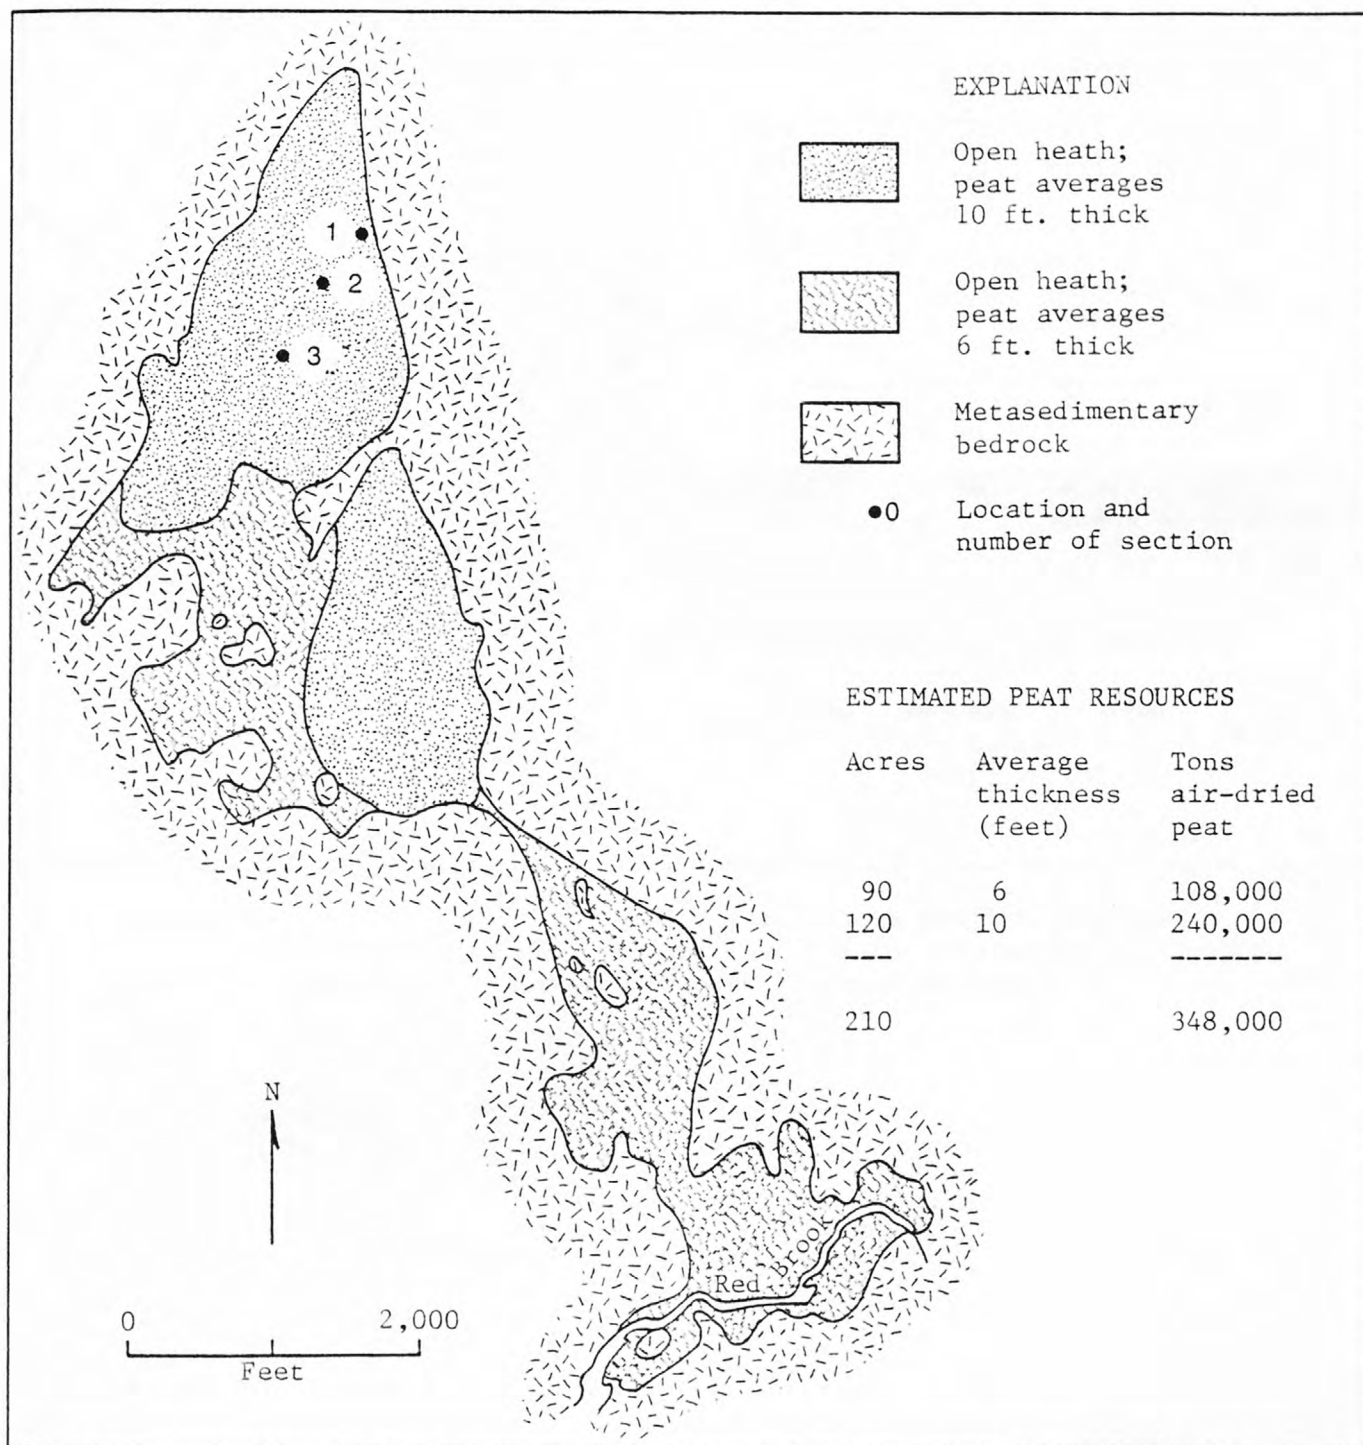 EXPLANATION
Open heath;
peat averages
10 ft. thick
Open heath;
peat averages
6 ft. thick
Metasedimentary
bedrock
0 Location and
number of section
1
2
3
ESTIMATED PEAT RESOURCES
Acres Average Tons
thickness air-dried
(feet) peat
90 6 108,000
120 10 240,000
--- -------
210 348,000
N
Red Brook
0 2,000
Feet